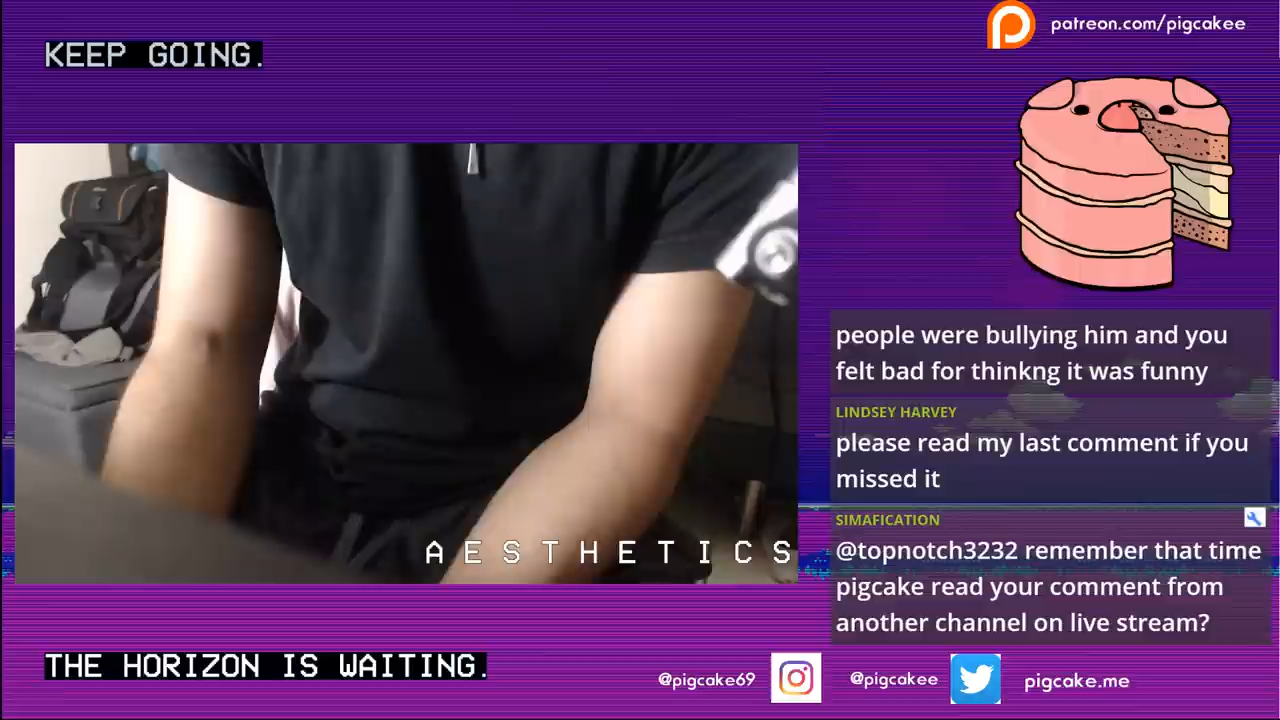 KEEP GOING.
patreon.com/pigcakee
people were bullying him and you
felt bad for thinkng it was funny
LINDSEY HARVEY
please read my last comment if you
missed it
SIMAFICATION
@topnotch3232 remember that time
pigcake read your comment from
another channel on live stream?
AESTHETICS
THE HORIZON IS WAITING.
@pigcake69
@pigcakee
pigcake.me